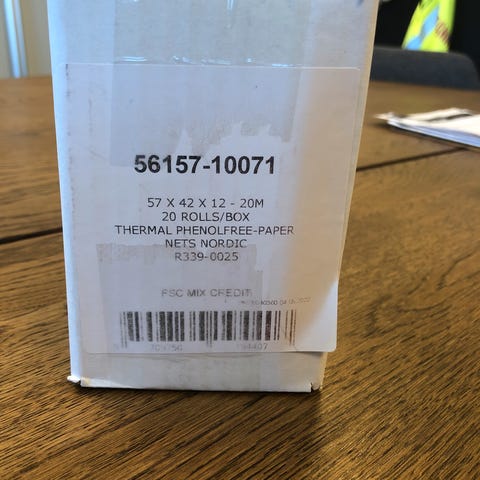 56157-10071
57 X 42 X 12 - 20M
20 ROLLS/BOX
THERMAL PHENOLFREE-PAPER
NETS NORDIC
R339-0025
FSC MIX CREDIT